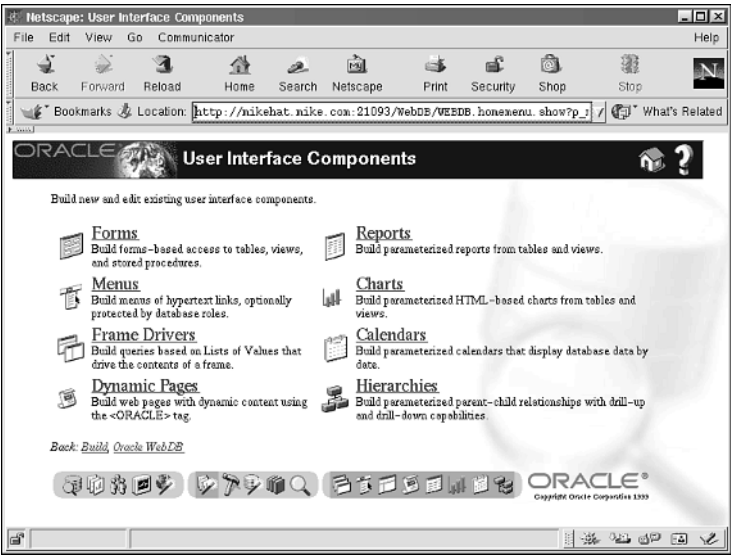 Netscape: User Interface Components
File Edit View Go Communicator Help
Back Forward Reload Home Search Netscape Print Security Shop Stop
N
Bookmarks Location: http://mikehat.mike.com:21093/WebDB/WEBDB.homemenu.show?p_ What's Related
ORACLE User Interface Components ?
Build new and edit existing user interface components.
Forms
Build forms-based access to tables, views,
and stored procedures.
Reports
Build parameterized reports from tables and views.
Menus
Build menus of hypertext links, optionally
protected by database roles.
Charts
Build parameterized HTML-based charts from tables and
views.
Frame Drivers
Build queries based on Lists of Values that
drive the contents of a frame.
Calendars
Build parameterized calendars that display database data by
date.
Dynamic Pages
Build web pages with dynamic content using
the <ORACLE> tag.
Hierarchies
Build parameterized parent-child relationships with drill-up
and drill-down capabilities.
Back: Build, Oracle WebDB
ORACLE®
Copyright Oracle Corporation 1999